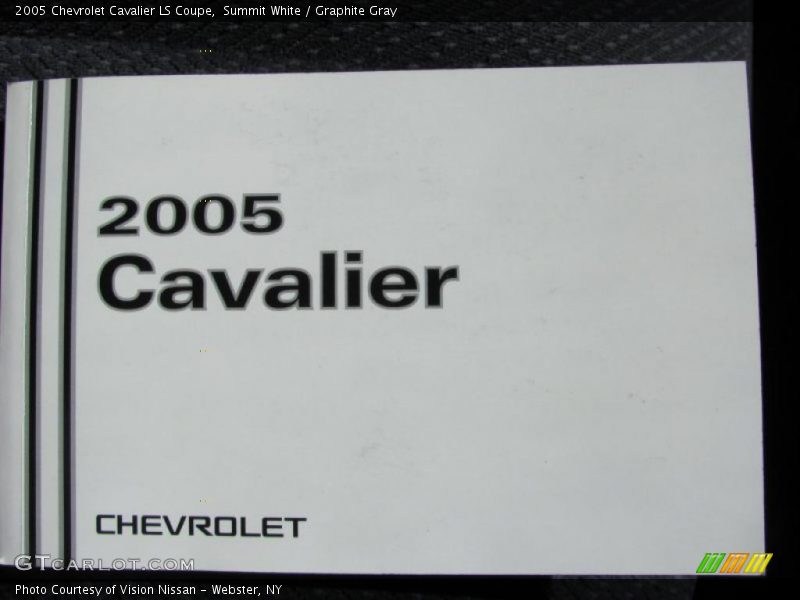 2005 Chevrolet Cavalier LS Coupe, Summit White / Graphite Gray
2005
Cavalier
CHEVROLET
GTCARLOT.COM
Photo Courtesy of Vision Nissan - Webster, NY